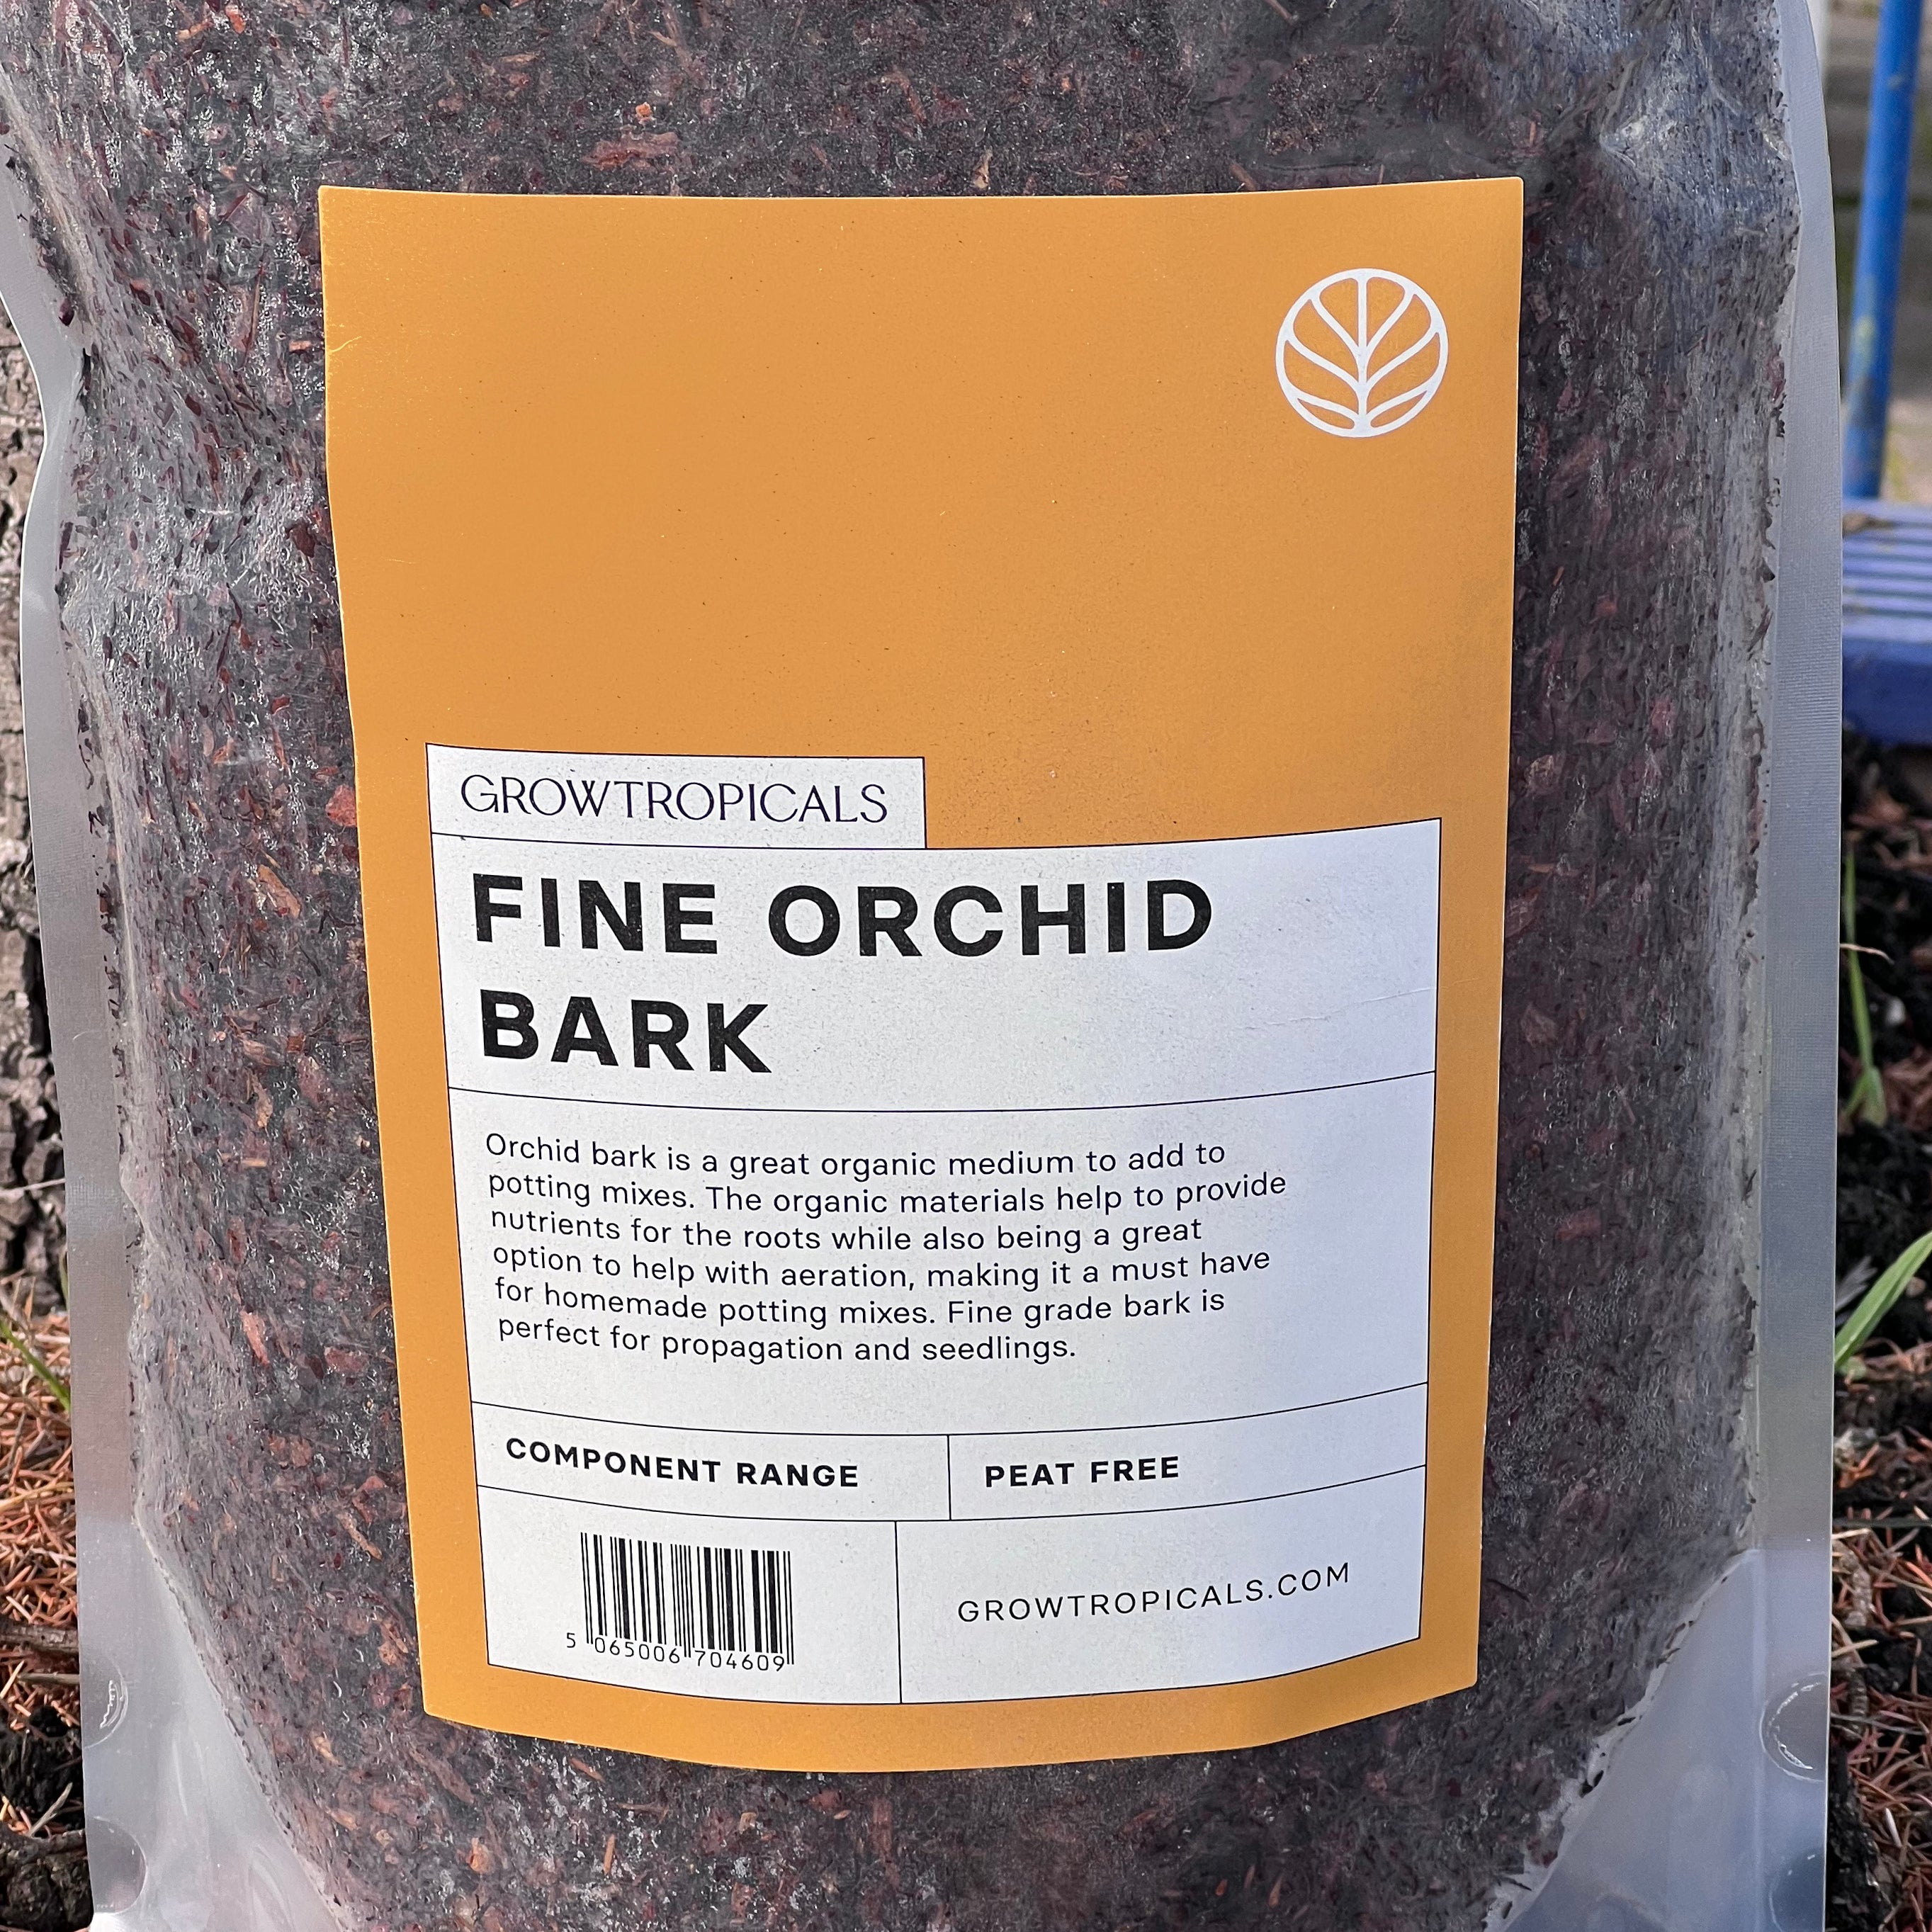 GROWTROPICALS
FINE ORCHID
BARK
Orchid bark is a great organic medium to add to
potting mixes. The organic materials help to provide
nutrients for the roots while also being a great
option to help with aeration, making it a must have
for homemade potting mixes. Fine grade bark is
perfect for propagation and seedlings.
COMPONENT RANGE
PEAT FREE
5 065006 704609
GROWTROPICALS.COM